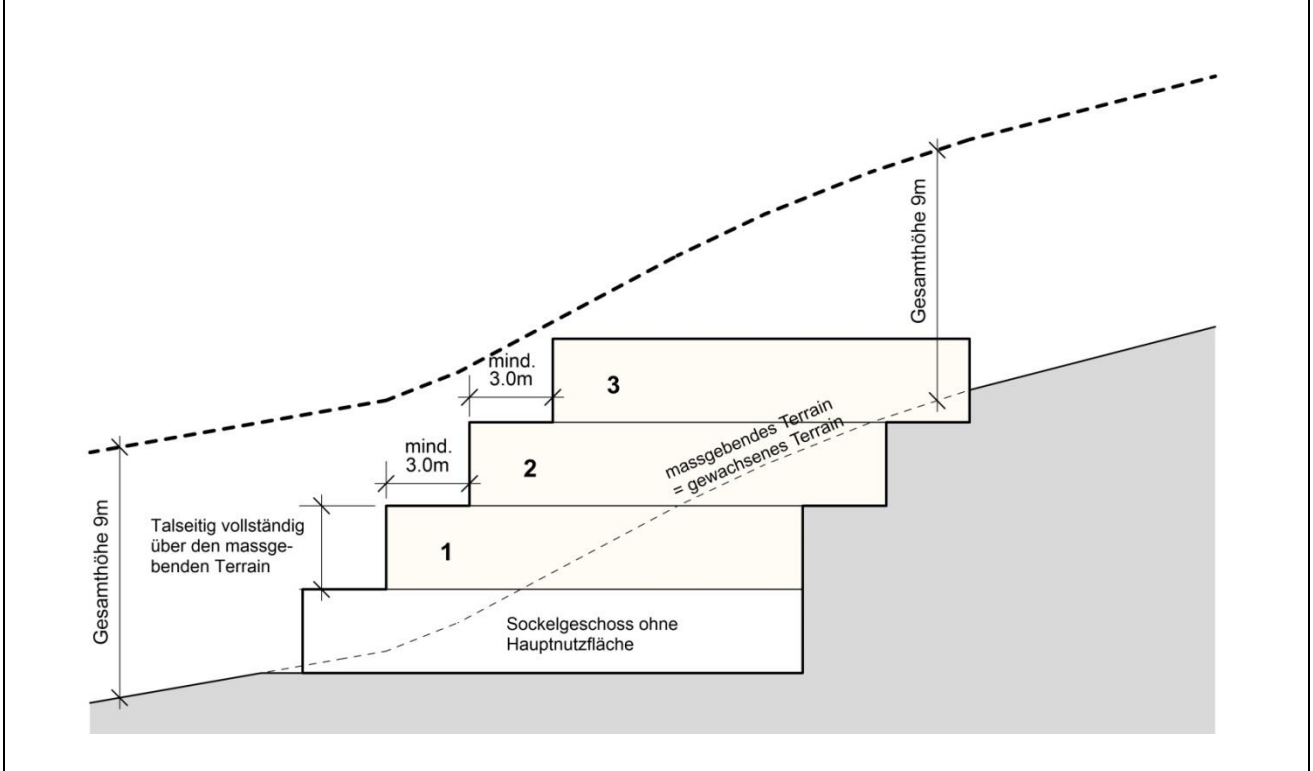 Gesamthöhe 9m
mind.
3.0m
3
massgebendes Terrain
= gewachsenes Terrain
mind.
3.0m
2
Gesamthöhe 9m
Talseitig vollständig
über den massge-
benden Terrain
1
Sockelgeschoss ohne
Hauptnutzfläche